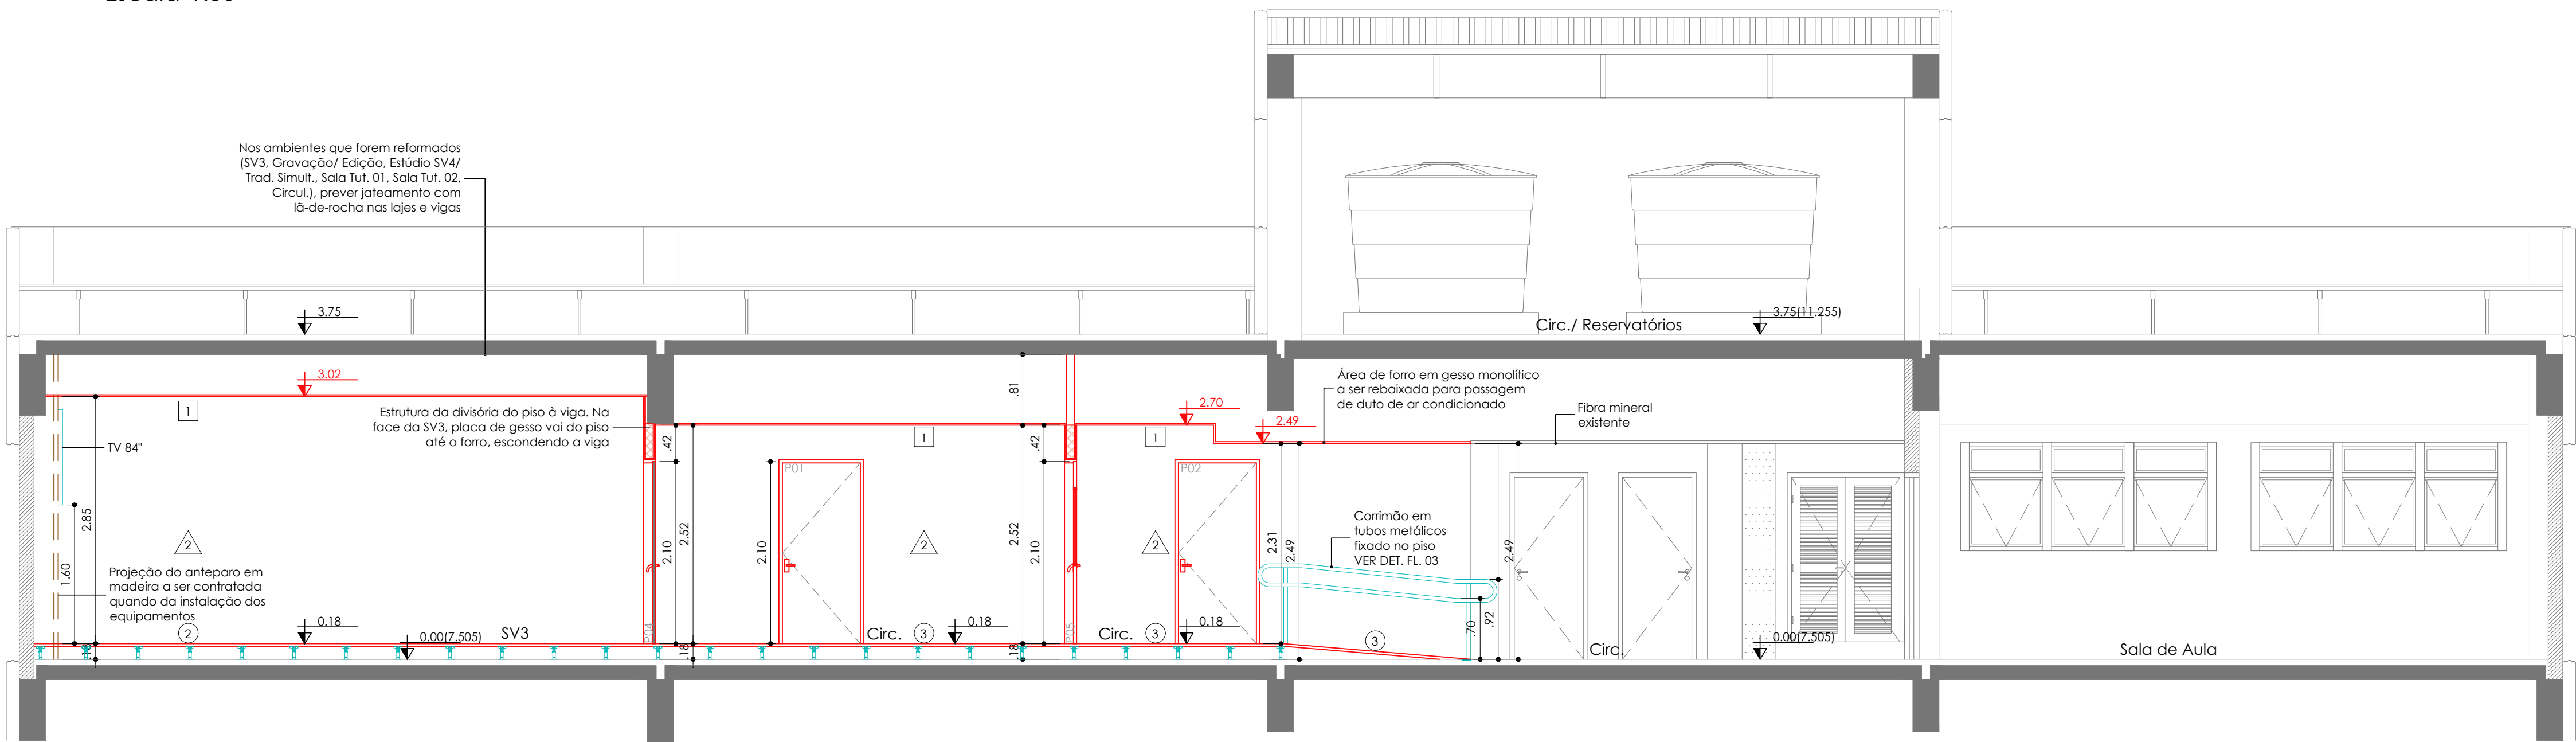 Nos ambientes que forem reformados
(SV3, Gravação/ Edição, Estúdio SV4/
Trad. Simult., Sala Tut. 01, Sala Tut. 02,
Circul.), prever jateamento com
lã-de-rocha nas lajes e vigas
3.75
Circ./ Reservatórios
3.75(11.255)
3.02
1
TV 84"
2.85
1.60
2
Projeção do anteparo em
madeira a ser contratada
quando da instalação dos
equipamentos
2
0.18
.18
0.00(7.505)
SV3
Estrutura da divisória do piso à viga. Na
face da SV3, placa de gesso vai do piso
até o forro, escondendo a viga
P04
.42
2.10
2.52
.18
2.10
P01
1
2
Circ.
3
0.18
.81
2.52
.18
.42
2.10
P05
1
2
Circ.
3
0.18
2.70
P02
2.49
2.31
2.49
Área de forro em gesso monolítico
a ser rebaixada para passagem
de duto de ar condicionado
Fibra mineral
existente
Corrimão em
tubos metálicos
fixado no piso
VER DET. FL. 03
3
.70
.92
2.49
Circ.
0.00(7.505)
Sala de Aula